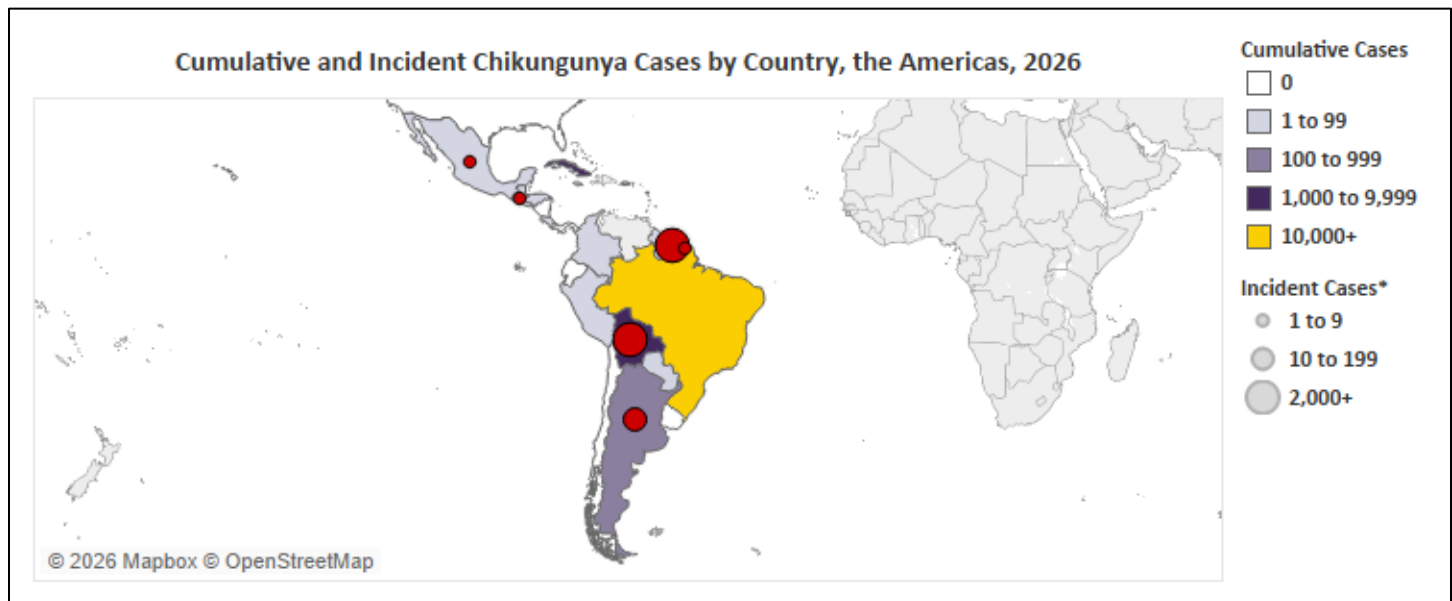 Cumulative and Incident Chikungunya Cases by Country, the Americas, 2026
Cumulative Cases
0
1 to 99
100 to 999
1,000 to 9,999
10,000+
Incident Cases*
1 to 9
10 to 199
2,000+
© 2026 Mapbox © OpenStreetMap